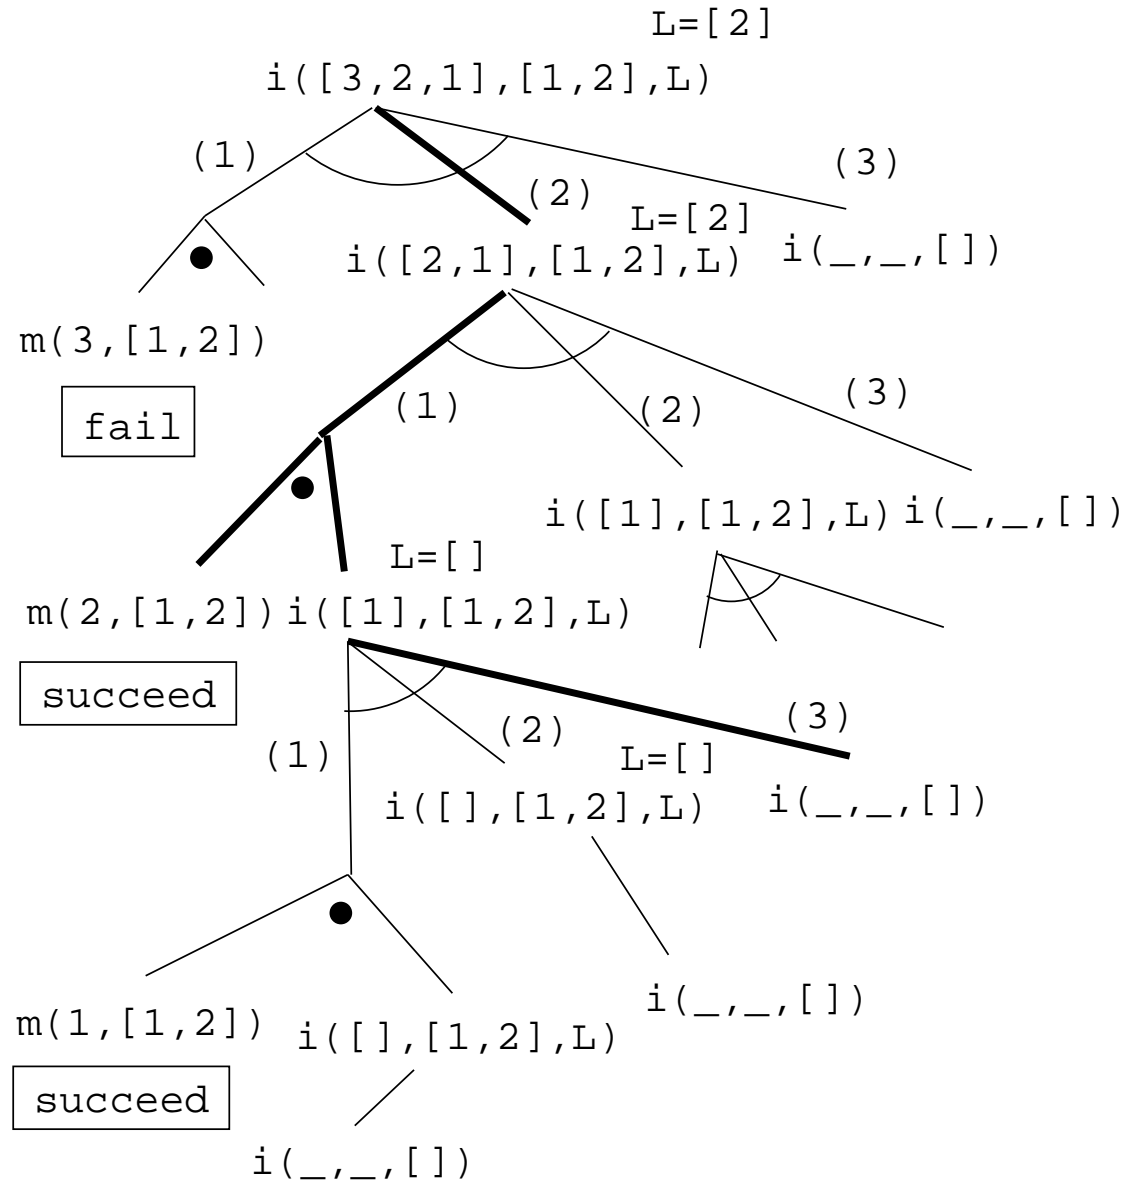 L=[2]
i([3,2,1],[1,2],L)
(1)
(2)
(3)
L=[2]
i([2,1],[1,2],L)
i(_,_,[])
m(3,[1,2])
fail
(1)
(2)
(3)
i([1],[1,2],L)
i(_,_,[])
L=[]
m(2,[1,2])
i([1],[1,2],L)
succeed
(1)
(2)
(3)
L=[]
i([],[1,2],L)
i(_,_,[])
i(_,_,[])
m(1,[1,2])
i([],[1,2],L)
succeed
i(_,_,[])